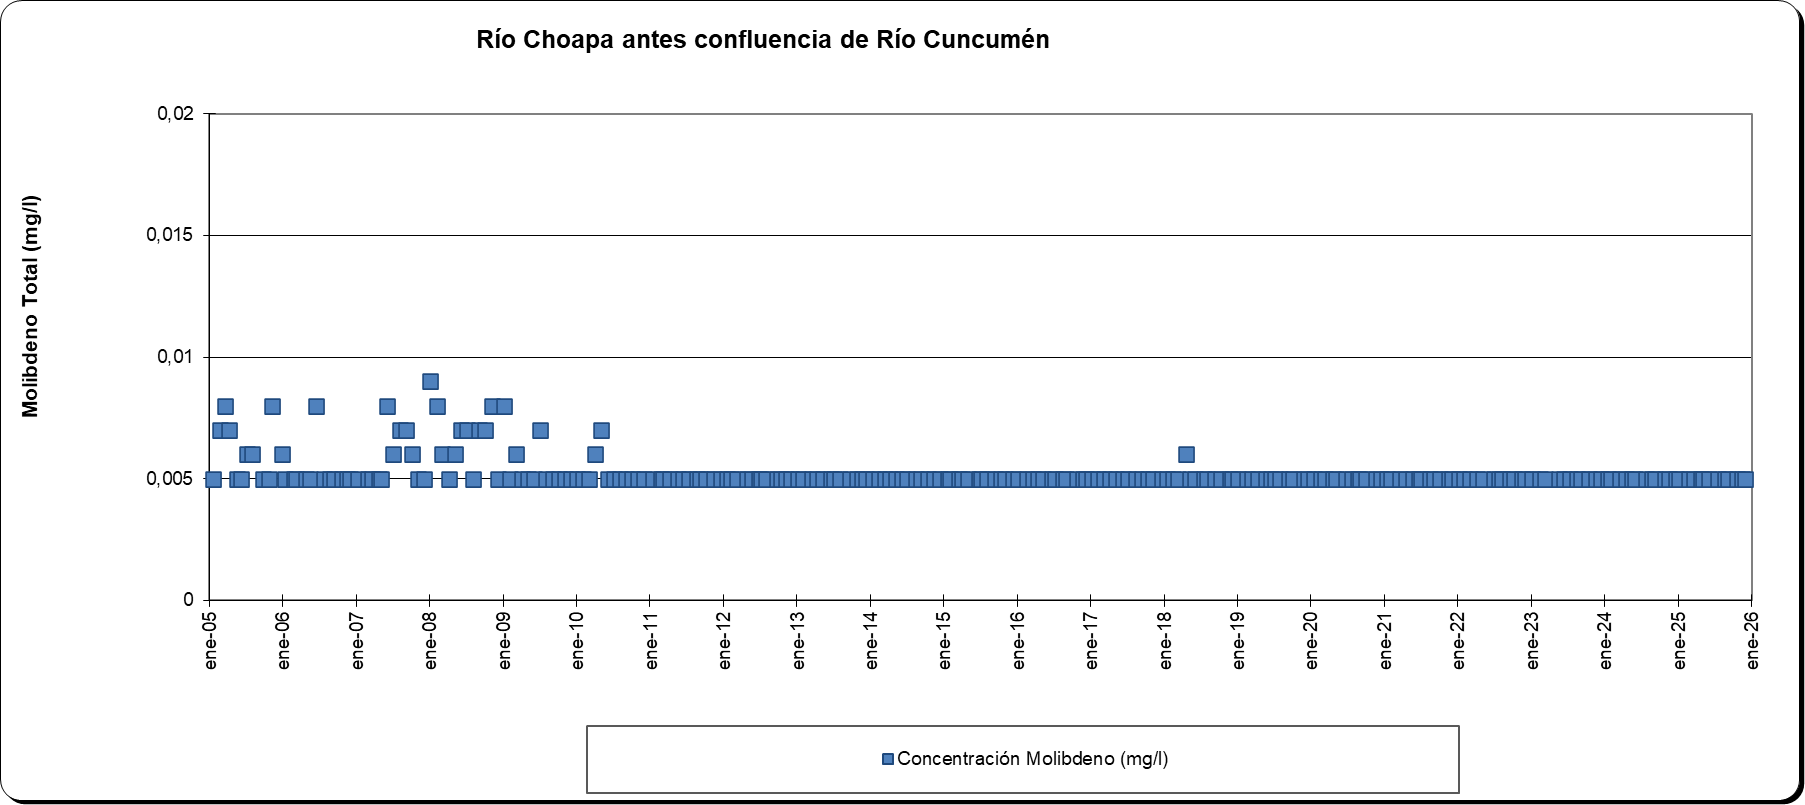 Río Choapa antes confluencia de Río Cuncumén
Molibdeno Total (mg/l)
0,02
0,015
0,01
0,005
0
ene-05
ene-06
ene-07
ene-08
ene-09
ene-10
ene-11
ene-12
ene-13
ene-14
ene-15
ene-16
ene-17
ene-18
ene-19
ene-20
ene-21
ene-22
ene-23
ene-24
ene-25
ene-26
Concentración Molibdeno (mg/l)